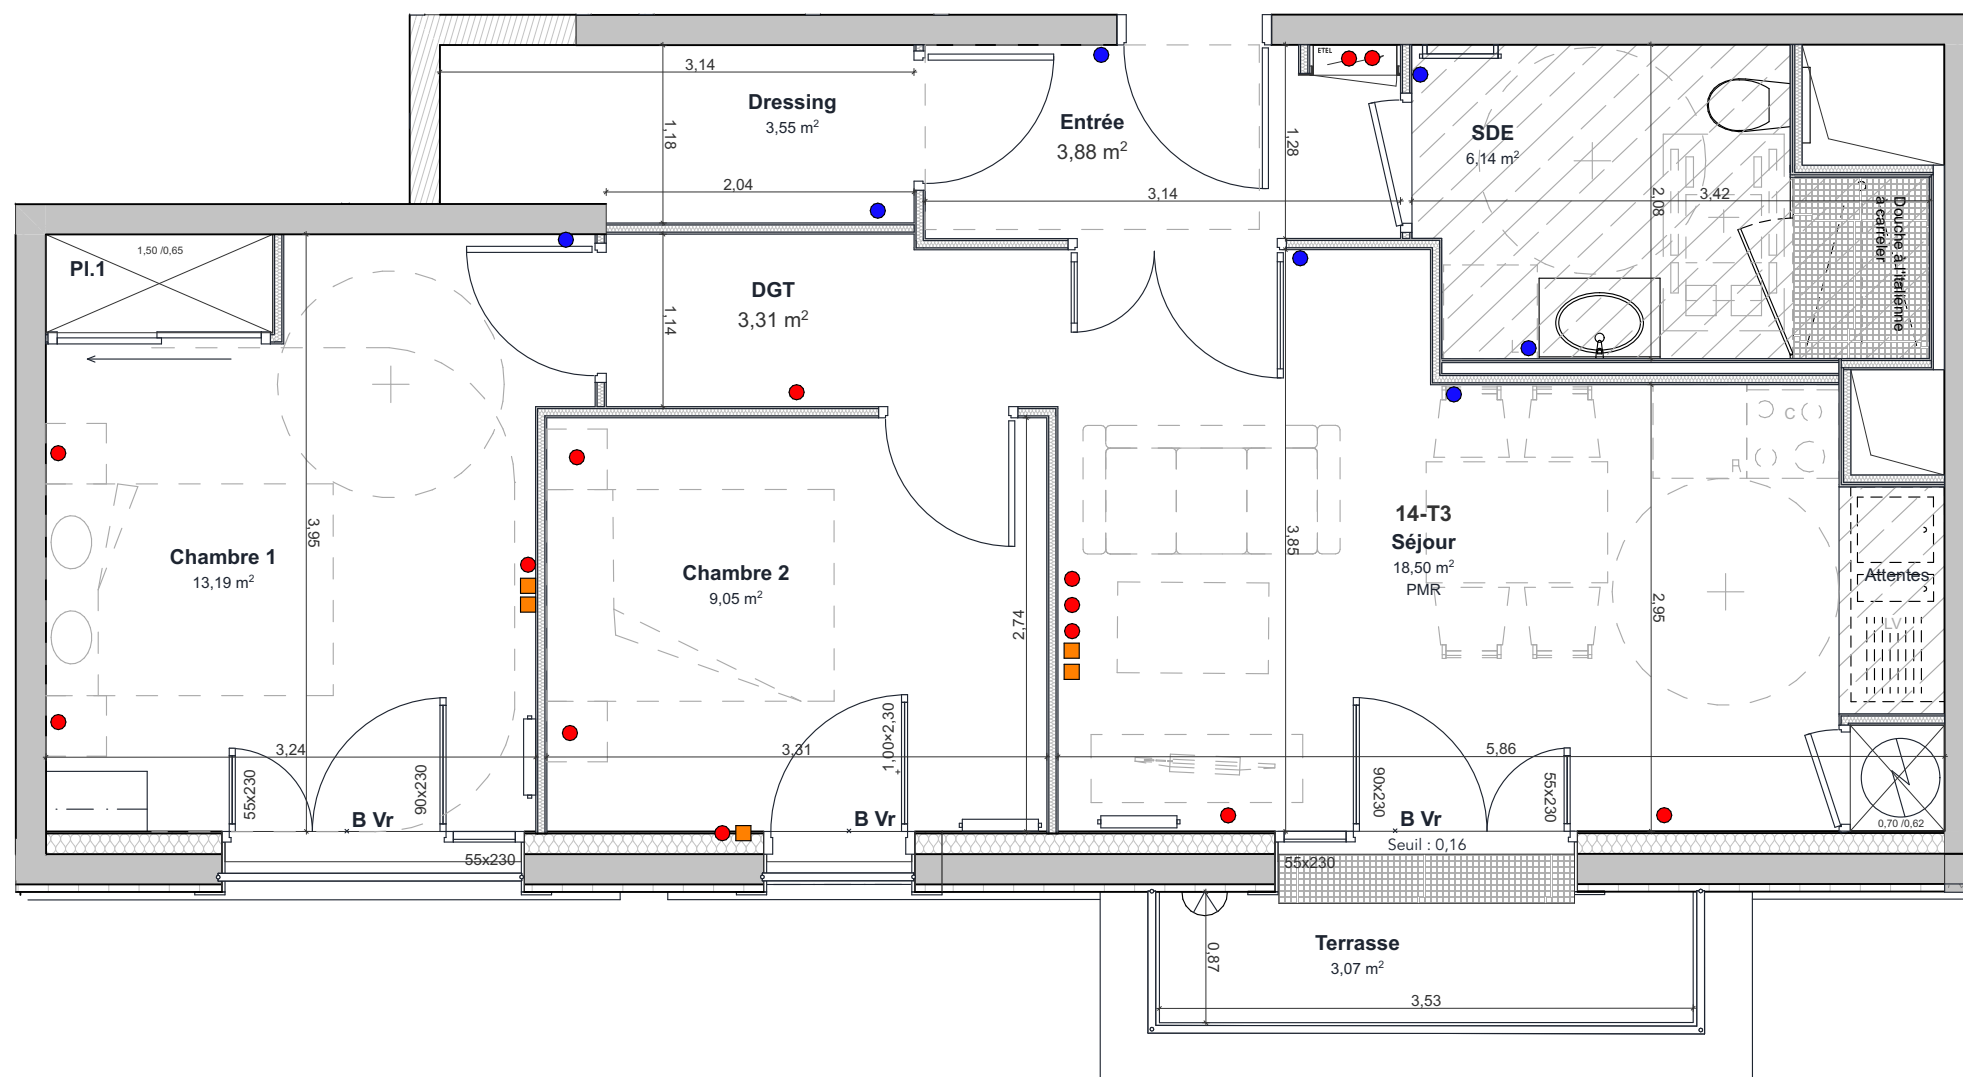 ETEL
3,14
Dressing
3,55 m²
1,18
2,04
Entrée
3,88 m²
3,14
1,28
SDE
6,14 m²
2,08
3,42
Douche à l'italienne
à carreler
Pl.1
1,50 /0,65
DGT
3,31 m²
1,14
Chambre 1
13,19 m²
3,95
3,24
55x230
90x230
B Vr
55x230
Chambre 2
9,05 m²
2,74
3,31
1,00×2,30
B Vr
14-T3
Séjour
18,50 m²
PMR
3,85
2,95
5,86
C
R
Attentes
LV
90x230
55x230
B Vr
Seuil : 0,16
55x230
0,70 /0,62
Terrasse
3,07 m²
0,87
3,53